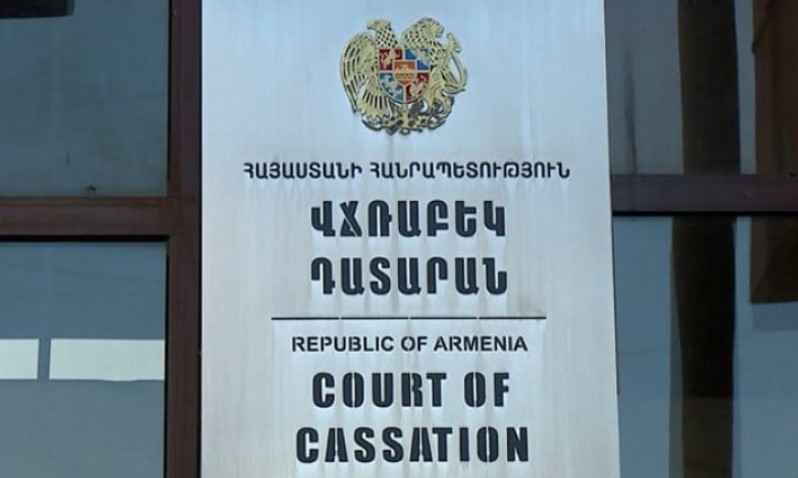 ՀԱՅԱՍՏԱՆԻ ՀԱՆՐԱՊԵՏՈՒԹՅՈՒՆ
ՎՃՌԱԲԵԿ
ԴԱՏԱՐԱՆ
REPUBLIC OF ARMENIA
COURT OF
CASSATION